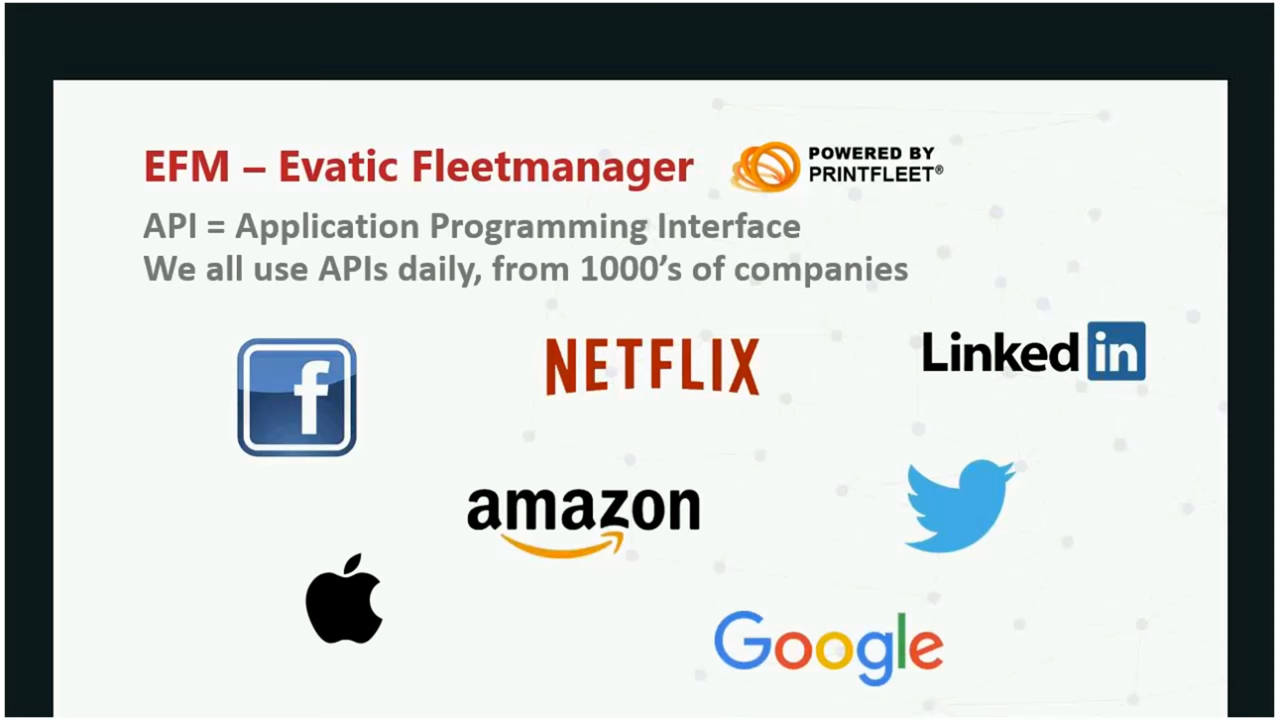 EFM – Evatic Fleetmanager
POWERED BY
PRINTFLEET®
API = Application Programming Interface
We all use APIs daily, from 1000’s of companies
f
NETFLIX
Linked in
amazon
Google